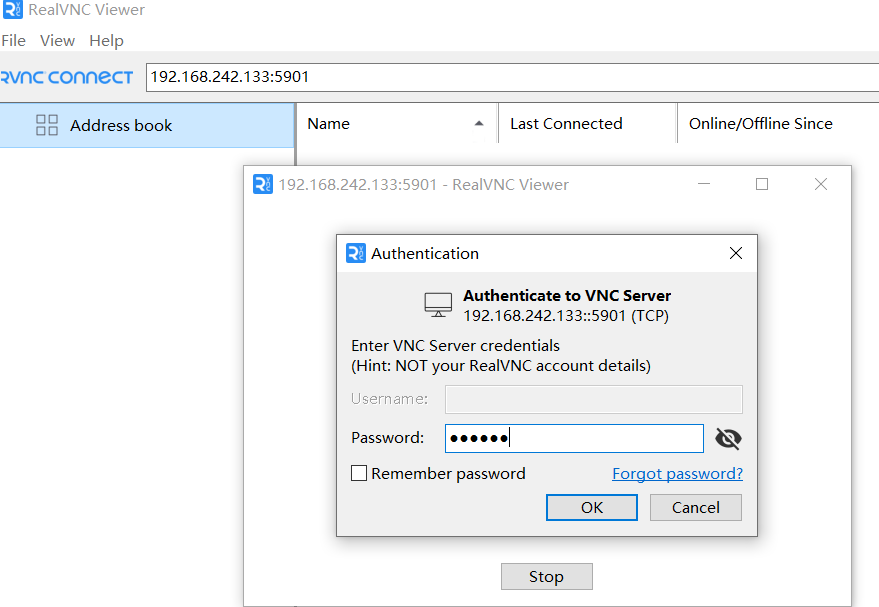 RealVNC Viewer
File View Help
RVNC CONNECT 192.168.242.133:5901
Address book Name Last Connected Online/Offline Since
192.168.242.133:5901 - RealVNC Viewer
Authentication
Authenticate to VNC Server
192.168.242.133::5901 (TCP)
Enter VNC Server credentials
(Hint: NOT your RealVNC account details)
Username:
Password: ●●●●●●
Remember password Forgot password?
OK Cancel
Stop